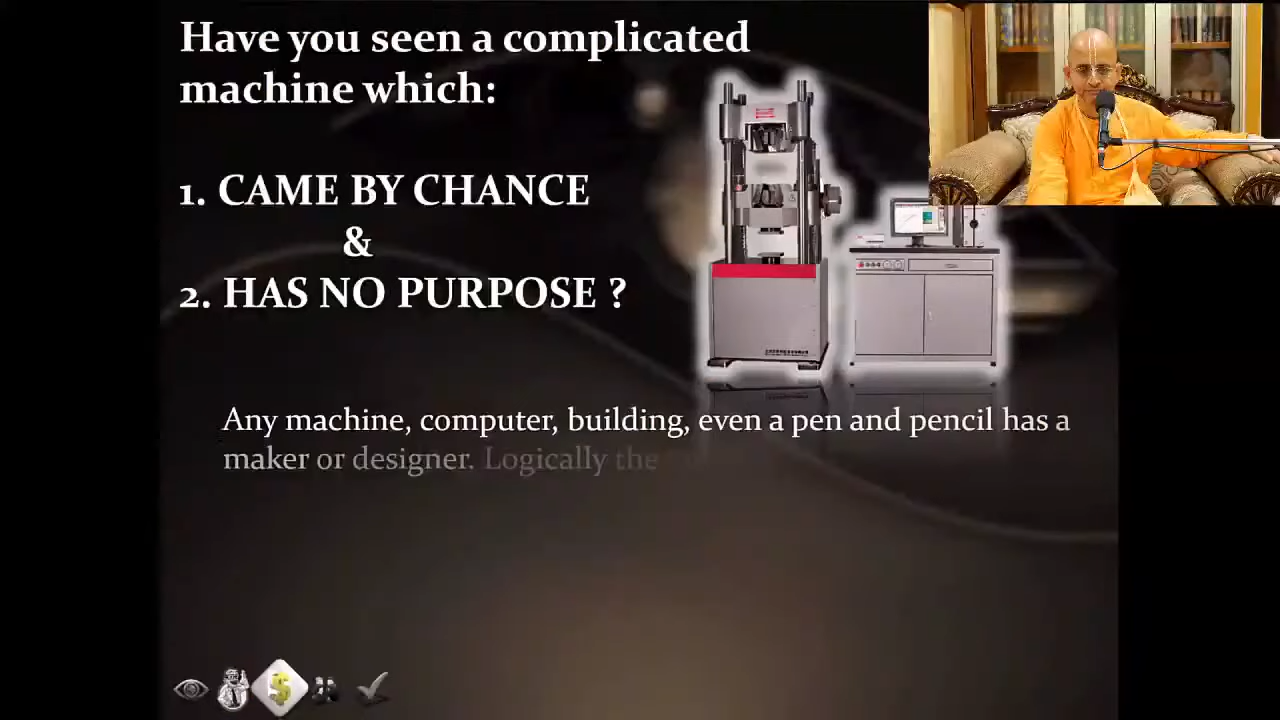 Have you seen a complicated
machine which:
1. CAME BY CHANCE
&
2. HAS NO PURPOSE ?
Any machine, computer, building, even a pen and pencil has a
maker or designer. Logically the
$